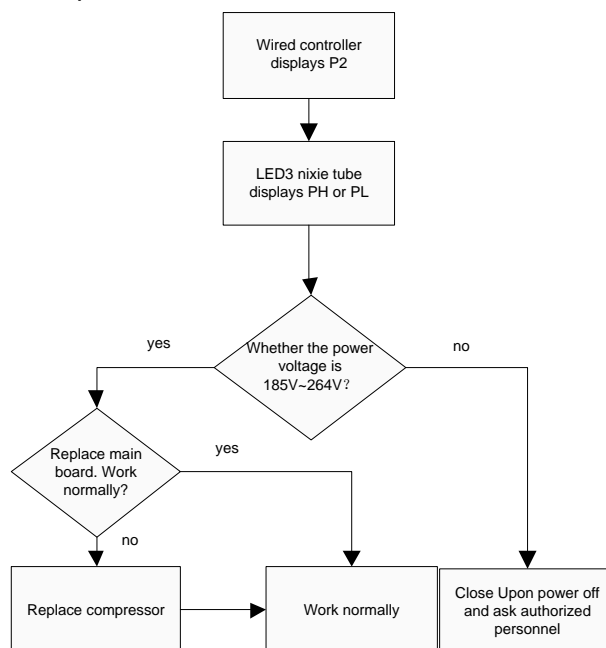 Wired controller
displays P2
LED3 nixie tube
displays PH or PL
Whether the power
voltage is
185V~264V?
yes
no
Replace main
board. Work
normally?
yes
no
Replace compressor
Work normally
Close Upon power off
and ask authorized
personnel